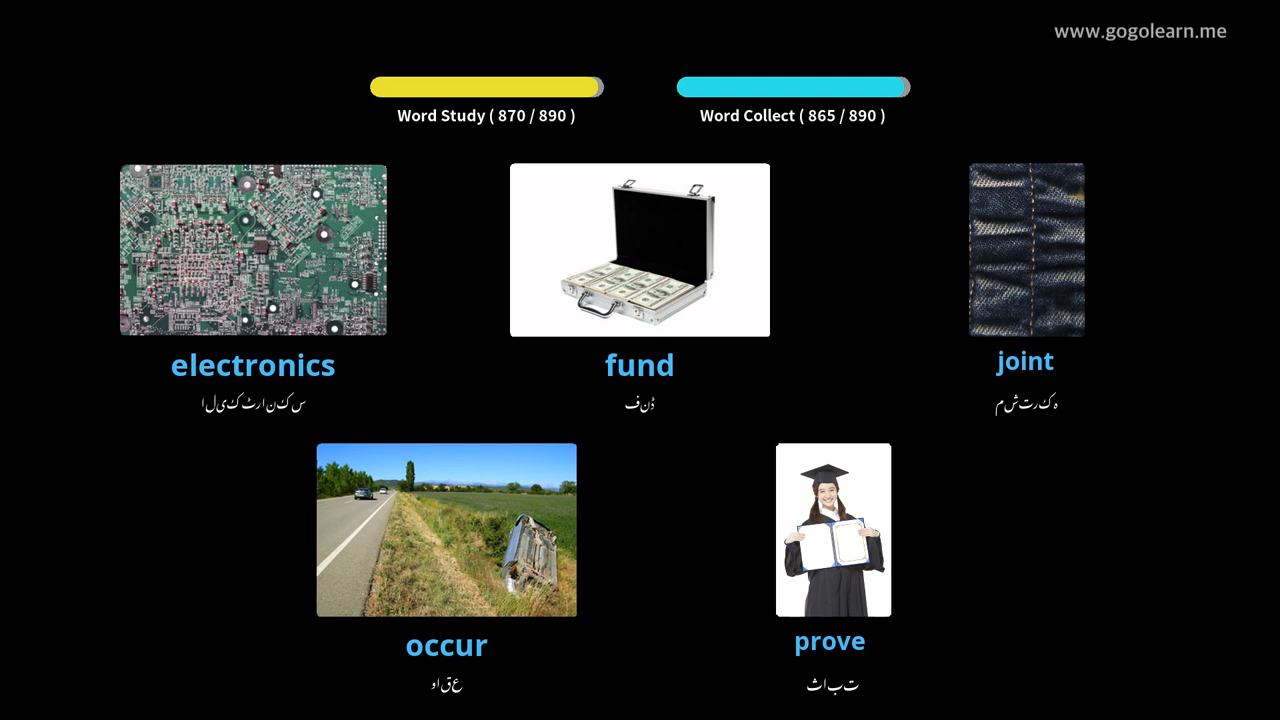 www.gogolearn.me
Word Study ( 870 / 890 )
Word Collect ( 865 / 890 )
electronics
fund
joint
الیکٹرانکس
فنڈ
مشترکہ
occur
prove
واقع
ثابت